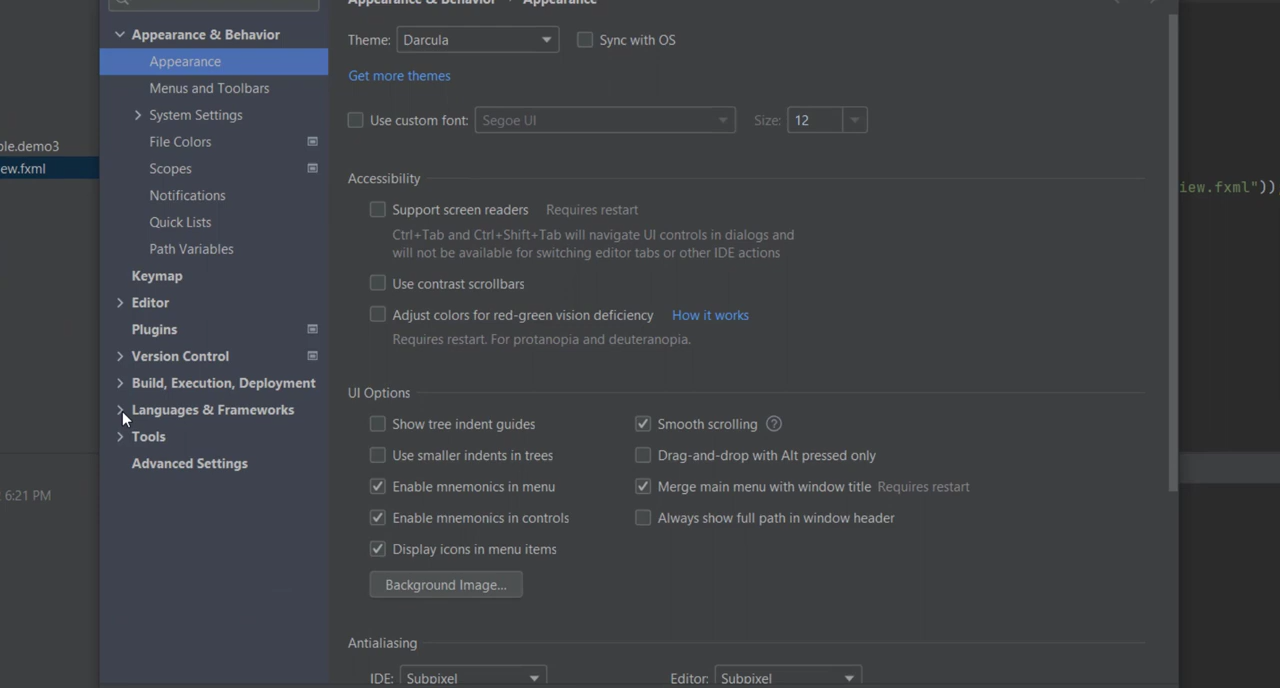 Appearance & Behavior › Appearance
Appearance & Behavior
Appearance
Menus and Toolbars
System Settings
File Colors
Scopes
Notifications
Quick Lists
Path Variables
Keymap
Editor
Plugins
Version Control
Build, Execution, Deployment
Languages & Frameworks
Tools
Advanced Settings
ple.demo3
ew.fxml
6:21 PM
Theme: Darcula Sync with OS
Get more themes
Use custom font: Segoe UI Size: 12
Accessibility
Support screen readers Requires restart
Ctrl+Tab and Ctrl+Shift+Tab will navigate UI controls in dialogs and
will not be available for switching editor tabs or other IDE actions
Use contrast scrollbars
Adjust colors for red-green vision deficiency How it works
Requires restart. For protanopia and deuteranopia.
UI Options
Show tree indent guides Smooth scrolling ?
Use smaller indents in trees Drag-and-drop with Alt pressed only
Enable mnemonics in menu Merge main menu with window title Requires restart
Enable mnemonics in controls Always show full path in window header
Display icons in menu items
Background Image...
Antialiasing
IDE: Subpixel Editor: Subpixel
iew.fxml"))